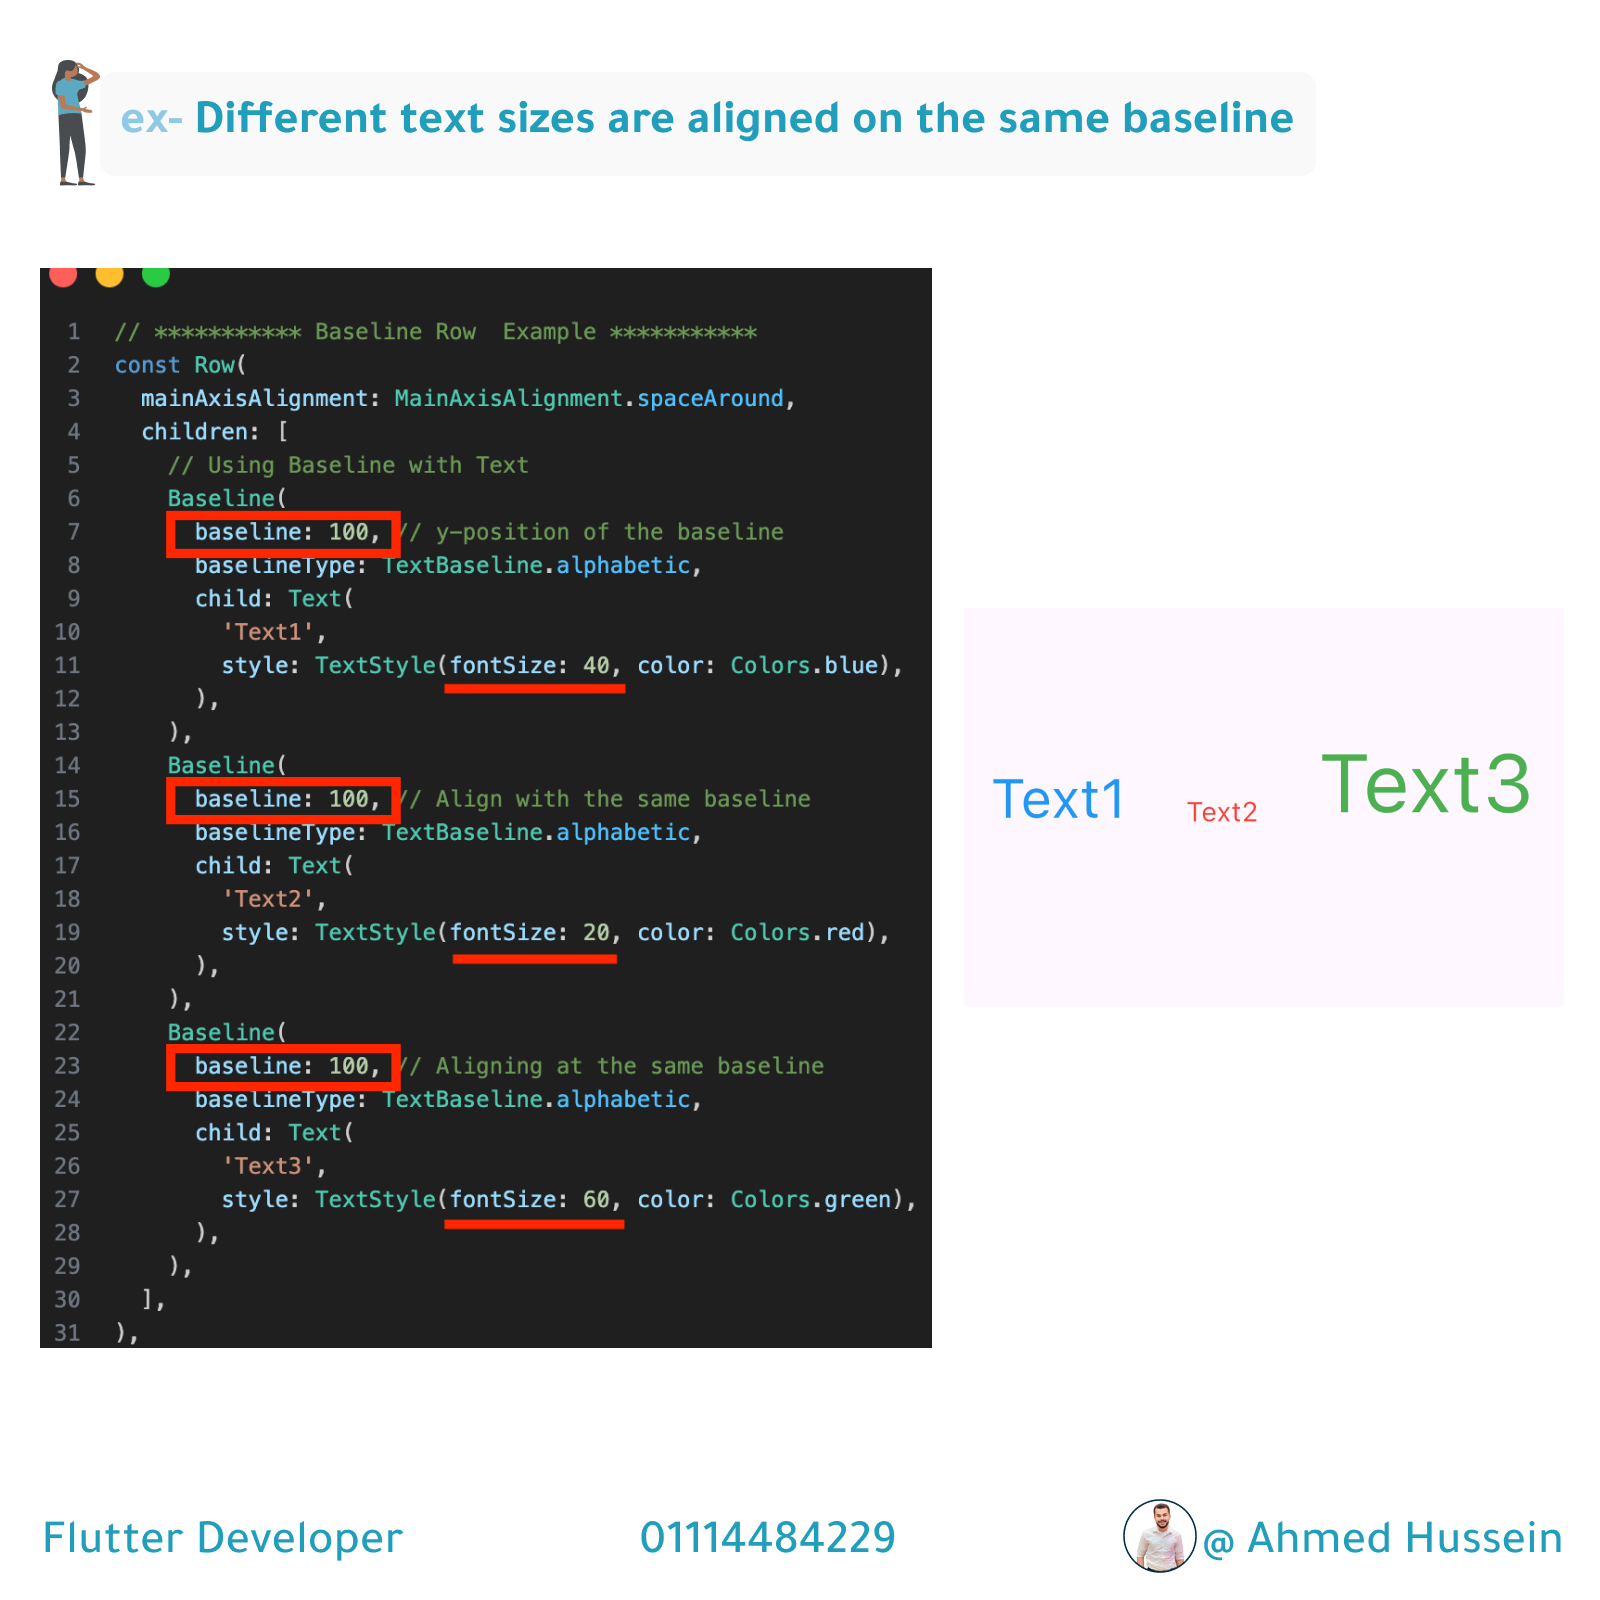 ex- Different text sizes are aligned on the same baseline
1 // *********** Baseline Row  Example ***********
2 const Row(
3   mainAxisAlignment: MainAxisAlignment.spaceAround,
4   children: [
5     // Using Baseline with Text
6     Baseline(
7       baseline: 100, // y-position of the baseline
8       baselineType: TextBaseline.alphabetic,
9       child: Text(
10         'Text1',
11         style: TextStyle(fontSize: 40, color: Colors.blue),
12       ),
13     ),
14     Baseline(
15       baseline: 100, // Align with the same baseline
16       baselineType: TextBaseline.alphabetic,
17       child: Text(
18         'Text2',
19         style: TextStyle(fontSize: 20, color: Colors.red),
20       ),
21     ),
22     Baseline(
23       baseline: 100, // Aligning at the same baseline
24       baselineType: TextBaseline.alphabetic,
25       child: Text(
26         'Text3',
27         style: TextStyle(fontSize: 60, color: Colors.green),
28       ),
29     ),
30   ],
31 ),
Text1 Text2 Text3
Flutter Developer 01114484229 @ Ahmed Hussein